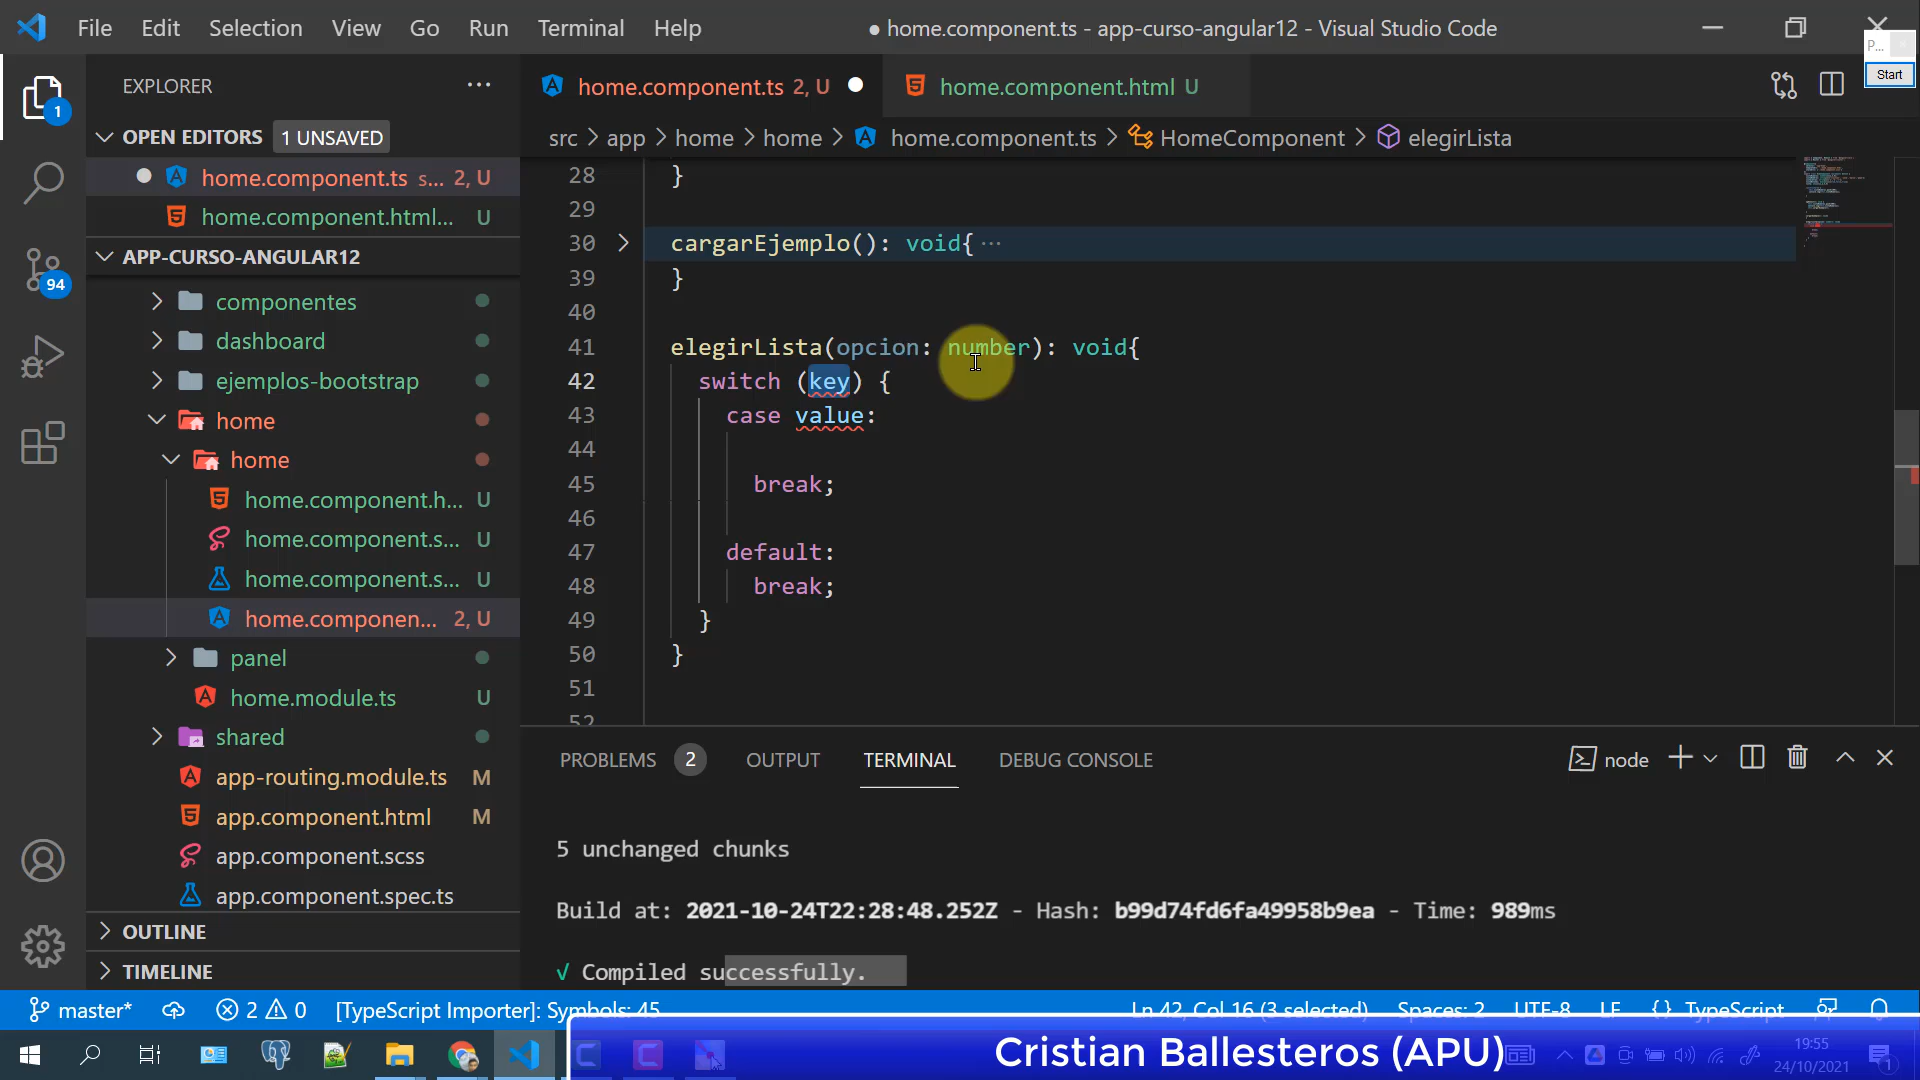 File Edit Selection View Go Run Terminal Help
● home.component.ts - app-curso-angular12 - Visual Studio Code
P...
Start
EXPLORER ...
home.component.ts 2, U
home.component.html U
OPEN EDITORS 1 UNSAVED
src > app > home > home > home.component.ts > HomeComponent > elegirLista
home.component.ts s... 2, U
home.component.html... U
APP-CURSO-ANGULAR12
componentes
dashboard
ejemplos-bootstrap
home
home
home.component.h... U
home.component.s... U
home.component.s... U
home.componen... 2, U
panel
home.module.ts U
shared
app-routing.module.ts M
app.component.html M
app.component.scss
app.component.spec.ts
OUTLINE
TIMELINE
1
94
28 }
29
30 cargarEjemplo(): void{ ...
39 }
40
41 elegirLista(opcion: number): void{
42 switch (key) {
43 case value:
44
45 break;
46
47 default:
48 break;
49 }
50 }
51
52
PROBLEMS 2 OUTPUT TERMINAL DEBUG CONSOLE
node
5 unchanged chunks
Build at: 2021-10-24T22:28:48.252Z - Hash: b99d74fd6fa49958b9ea - Time: 989ms
√ Compiled successfully.
master* 2 0 [TypeScript Importer]: Symbols: 45
Ln 42, Col 16 (3 selected) Spaces: 2 UTF-8 LF {} TypeScript
Cristian Ballesteros (APU)
19:55
24/10/2021
1